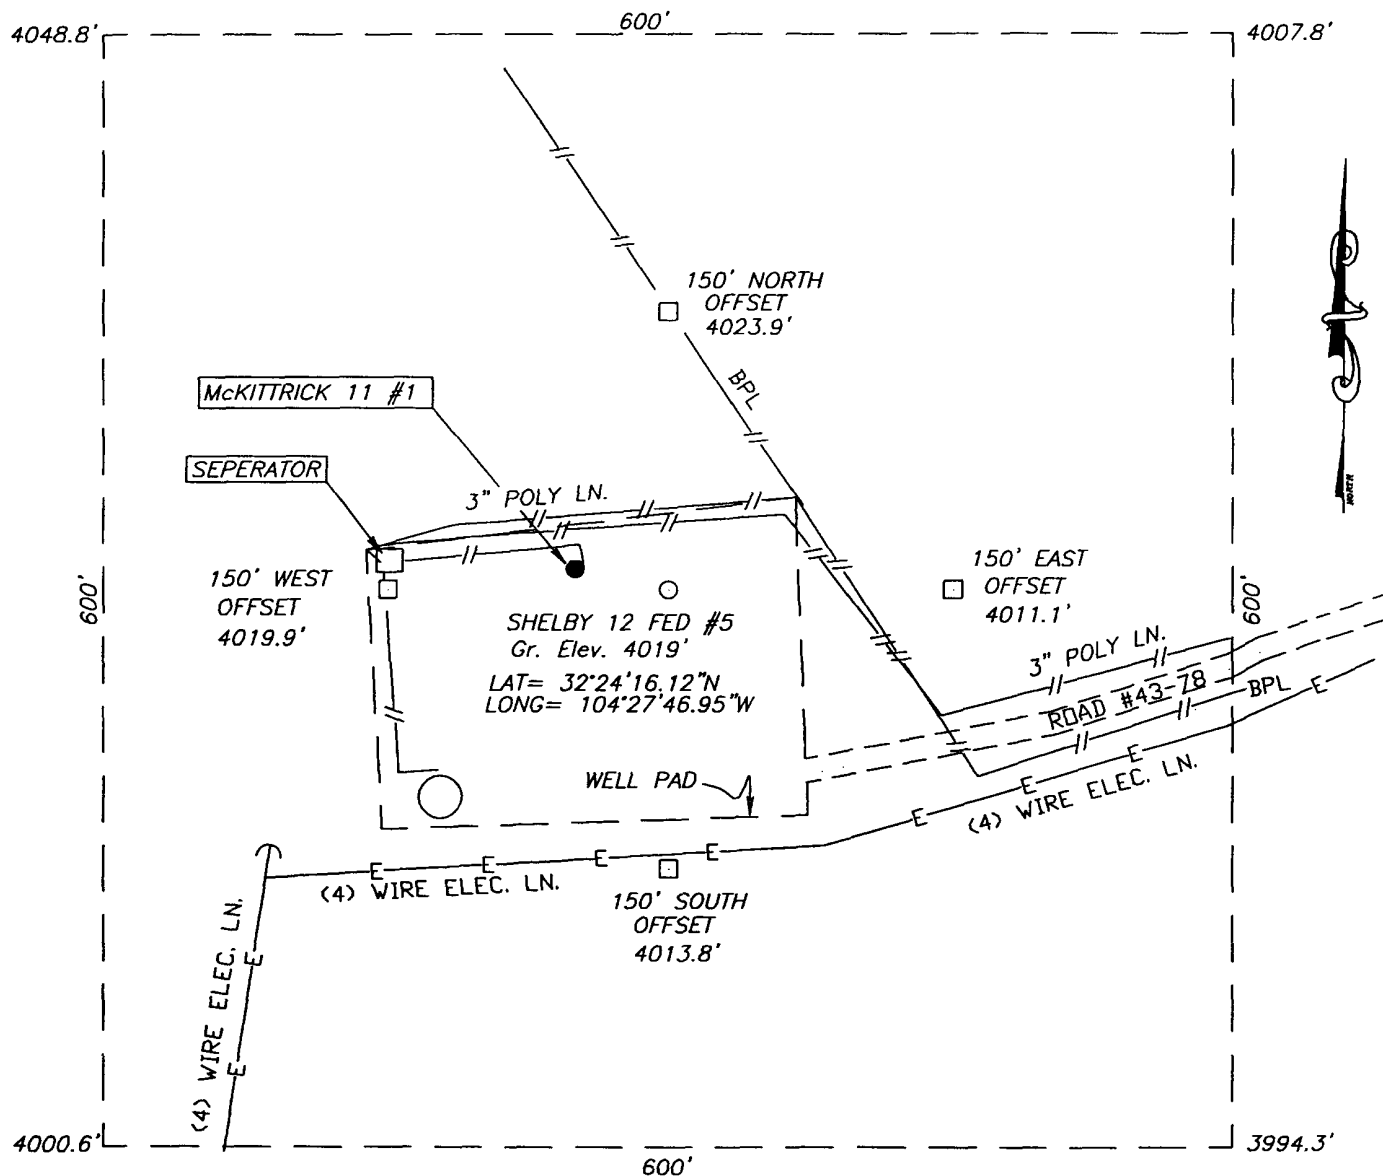 600'
4048.8'
4007.8'
150' NORTH
OFFSET
4023.9'
BPL
McKITTRICK 11 #1
SEPERATOR
3" POLY LN.
NORTH
150' WEST
OFFSET
4019.9'
150' EAST
OFFSET
4011.1'
600'
600'
SHELBY 12 FED #5
Gr. Elev. 4019'
LAT= 32°24'16.12"N
LONG= 104°27'46.95"W
3" POLY LN.
ROAD #43-78
BPL
E
E
E
E
(4) WIRE ELEC. LN.
WELL PAD
E
E
E
E
(4) WIRE ELEC. LN.
150' SOUTH
OFFSET
4013.8'
(4) WIRE ELEC. LN.
E
E
4000.6'
3994.3'
600'